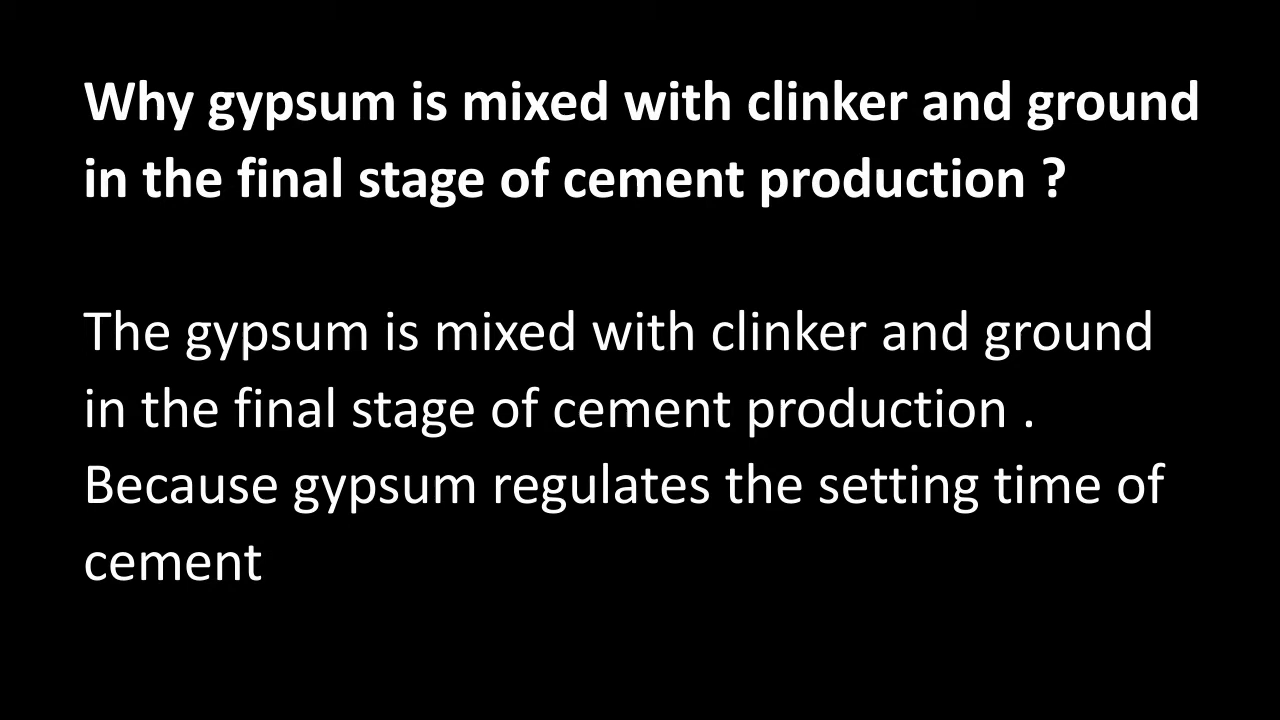 Why gypsum is mixed with clinker and ground
in the final stage of cement production ?
The gypsum is mixed with clinker and ground
in the final stage of cement production .
Because gypsum regulates the setting time of
cement